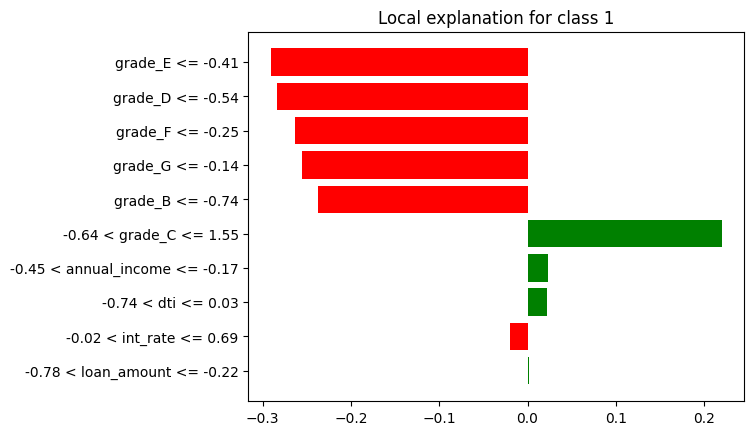 Local explanation for class 1
grade_E <= -0.41
grade_D <= -0.54
grade_F <= -0.25
grade_G <= -0.14
grade_B <= -0.74
-0.64 < grade_C <= 1.55
-0.45 < annual_income <= -0.17
-0.74 < dti <= 0.03
-0.02 < int_rate <= 0.69
-0.78 < loan_amount <= -0.22
−0.3 −0.2 −0.1 0.0 0.1 0.2